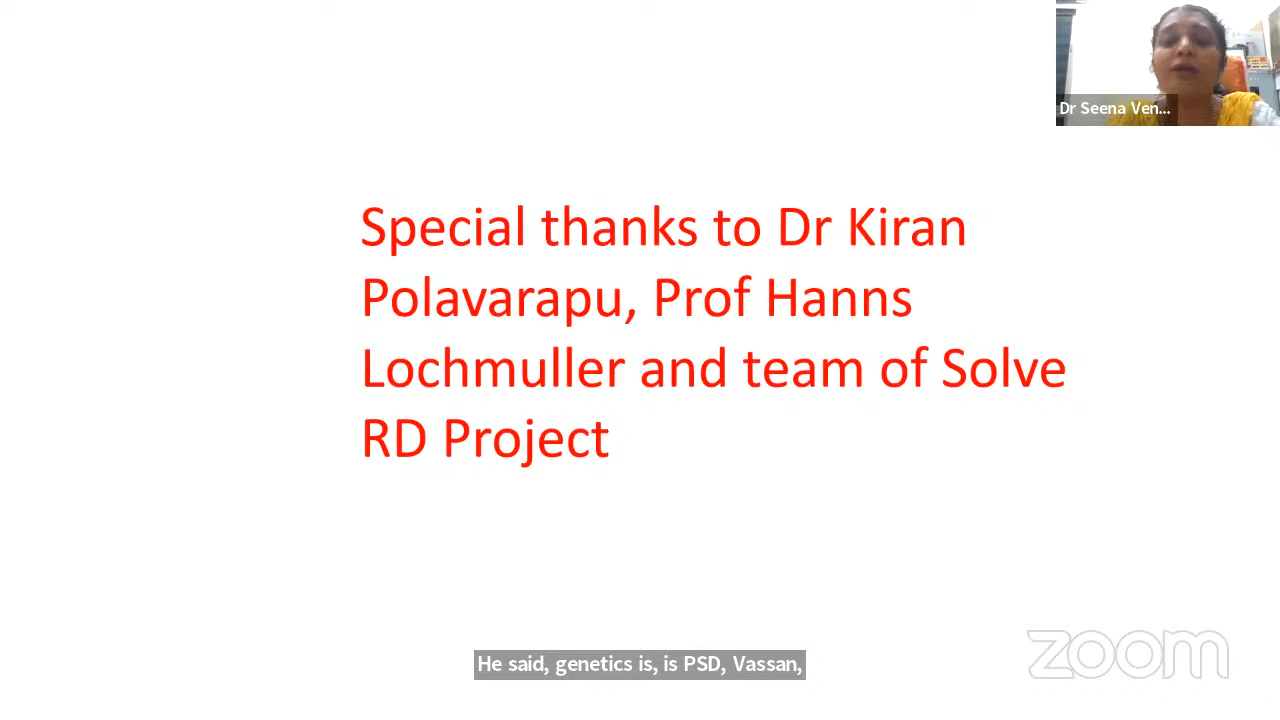 Dr Seena Ven...
Special thanks to Dr Kiran
Polavarapu, Prof Hanns
Lochmuller and team of Solve
RD Project
He said, genetics is, is PSD, Vassan,
zoom